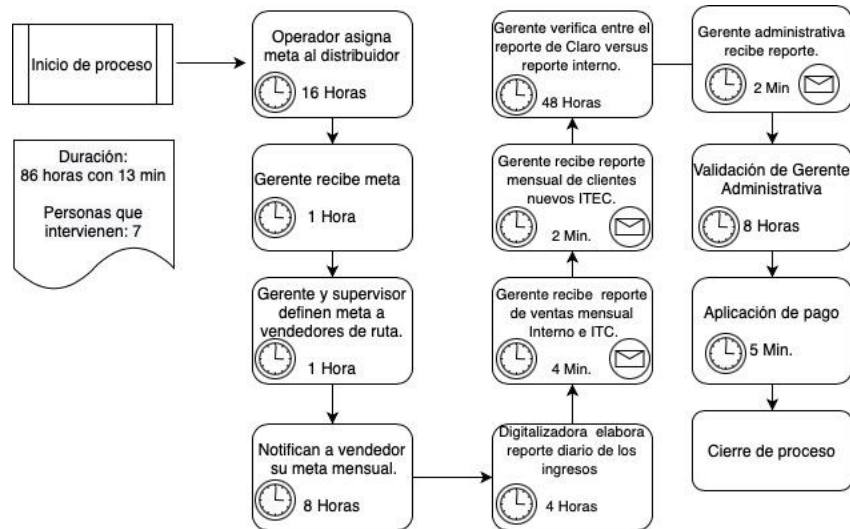 Inicio de proceso
Duración:
86 horas con 13 min
Personas que
intervienen: 7
Operador asigna
meta al distribuidor
16 Horas
Gerente recibe meta
1 Hora
Gerente y supervisor
definen meta a
vendedores de ruta.
1 Hora
Notifican a vendedor
su meta mensual.
8 Horas
Digitalizadora elabora
reporte diario de los
ingresos
4 Horas
Gerente recibe reporte
de ventas mensual
Interno e ITC.
4 Min.
Gerente recibe reporte
mensual de clientes
nuevos ITEC.
2 Min.
Gerente verifica entre el
reporte de Claro versus
reporte interno.
48 Horas
Gerente administrativa
recibe reporte.
2 Min
Validación de Gerente
Administrativa
8 Horas
Aplicación de pago
5 Min.
Cierre de proceso